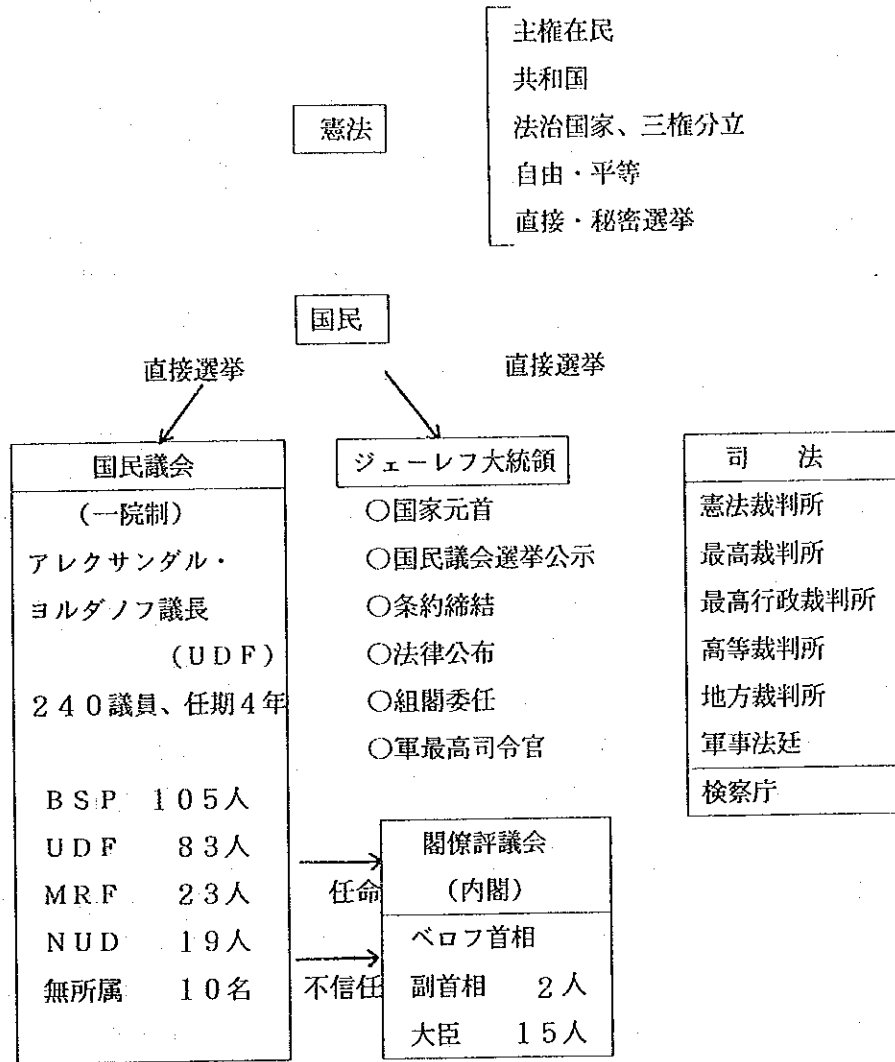 憲法
主権在民
共和国
法治国家、三権分立
自由・平等
直接・秘密選挙
国民
直接選挙
直接選挙
国民議会
(一院制)
アレクサンダル・
ヨルダノフ議長
(UDF)
240議員、任期4年
BSP 105人
UDF 83人
MRF 23人
NUD 19人
無所属 10名
ジェーレフ大統領
○国家元首
○国民議会選挙公示
○条約締結
○法律公布
○組閣委任
○軍最高司令官
任命
不信任
閣僚評議会
(内閣)
ベロフ首相
副首相 2人
大臣 15人
司 法
憲法裁判所
最高裁判所
最高行政裁判所
高等裁判所
地方裁判所
軍事法廷
検察庁